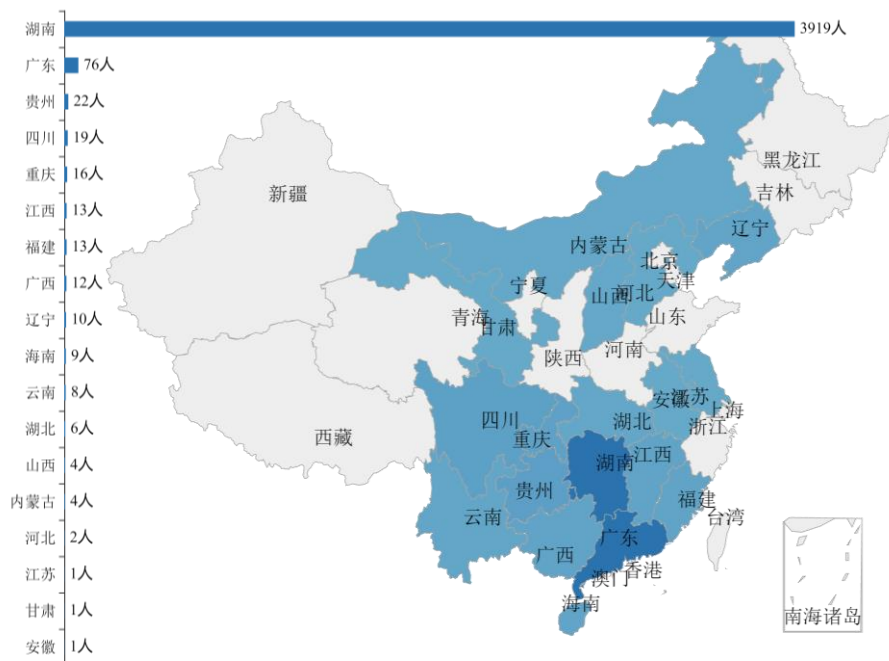 湖南 3919人
广东 76人
贵州 22人
四川 19人
重庆 16人
江西 13人
福建 13人
广西 12人
辽宁 10人
海南 9人
云南 8人
湖北 6人
山西 4人
内蒙古 4人
河北 2人
江苏 1人
甘肃 1人
安徽 1人
黑龙江
吉林
新疆
辽宁
内蒙古
北京
天津
宁夏
山西
河北
青海
甘肃
山东
河南
陕西
安徽
江苏
上海
四川
湖北
浙江
重庆
西藏
湖南
江西
贵州
福建
云南
台湾
广东
广西
香港
澳门
海南
南海诸岛